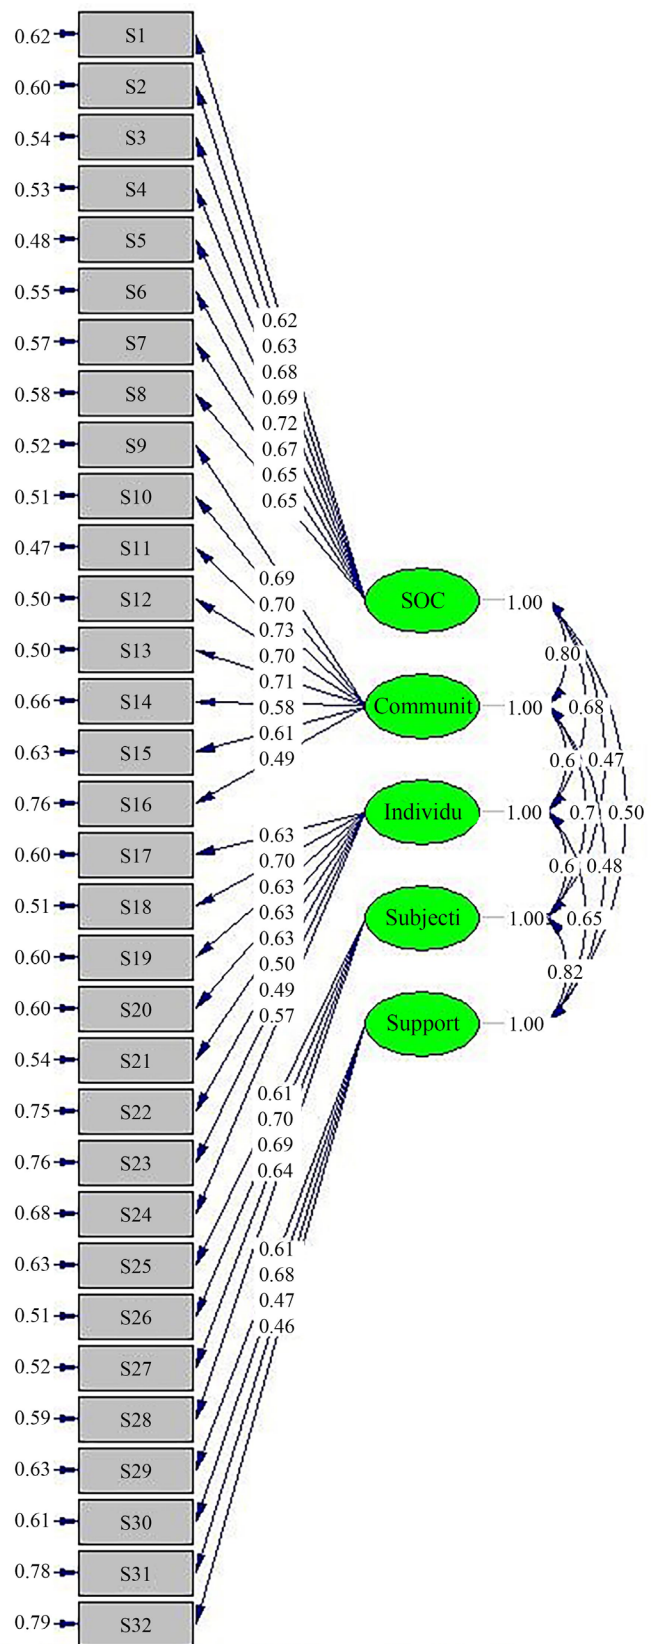 0.62 S1
0.60 S2
0.54 S3
0.53 S4
0.48 S5
0.55 S6
0.57 S7
0.58 S8
0.52 S9
0.51 S10
0.47 S11
0.50 S12
0.50 S13
0.66 S14
0.63 S15
0.76 S16
0.60 S17
0.51 S18
0.60 S19
0.60 S20
0.54 S21
0.75 S22
0.76 S23
0.68 S24
0.63 S25
0.51 S26
0.52 S27
0.59 S28
0.63 S29
0.61 S30
0.78 S31
0.79 S32
0.62
0.63
0.68
0.69
0.72
0.67
0.65
0.65
0.69
0.70
0.73
0.70
0.71
0.58
0.61
0.49
0.63
0.70
0.63
0.63
0.63
0.50
0.49
0.57
0.61
0.70
0.69
0.64
0.61
0.68
0.47
0.46
SOC 1.00
Communit 1.00
Individu 1.00
Subjecti 1.00
Support 1.00
0.80
0.68
0.6 0.47
0.7 0.50
0.6 0.48
0.65
0.82